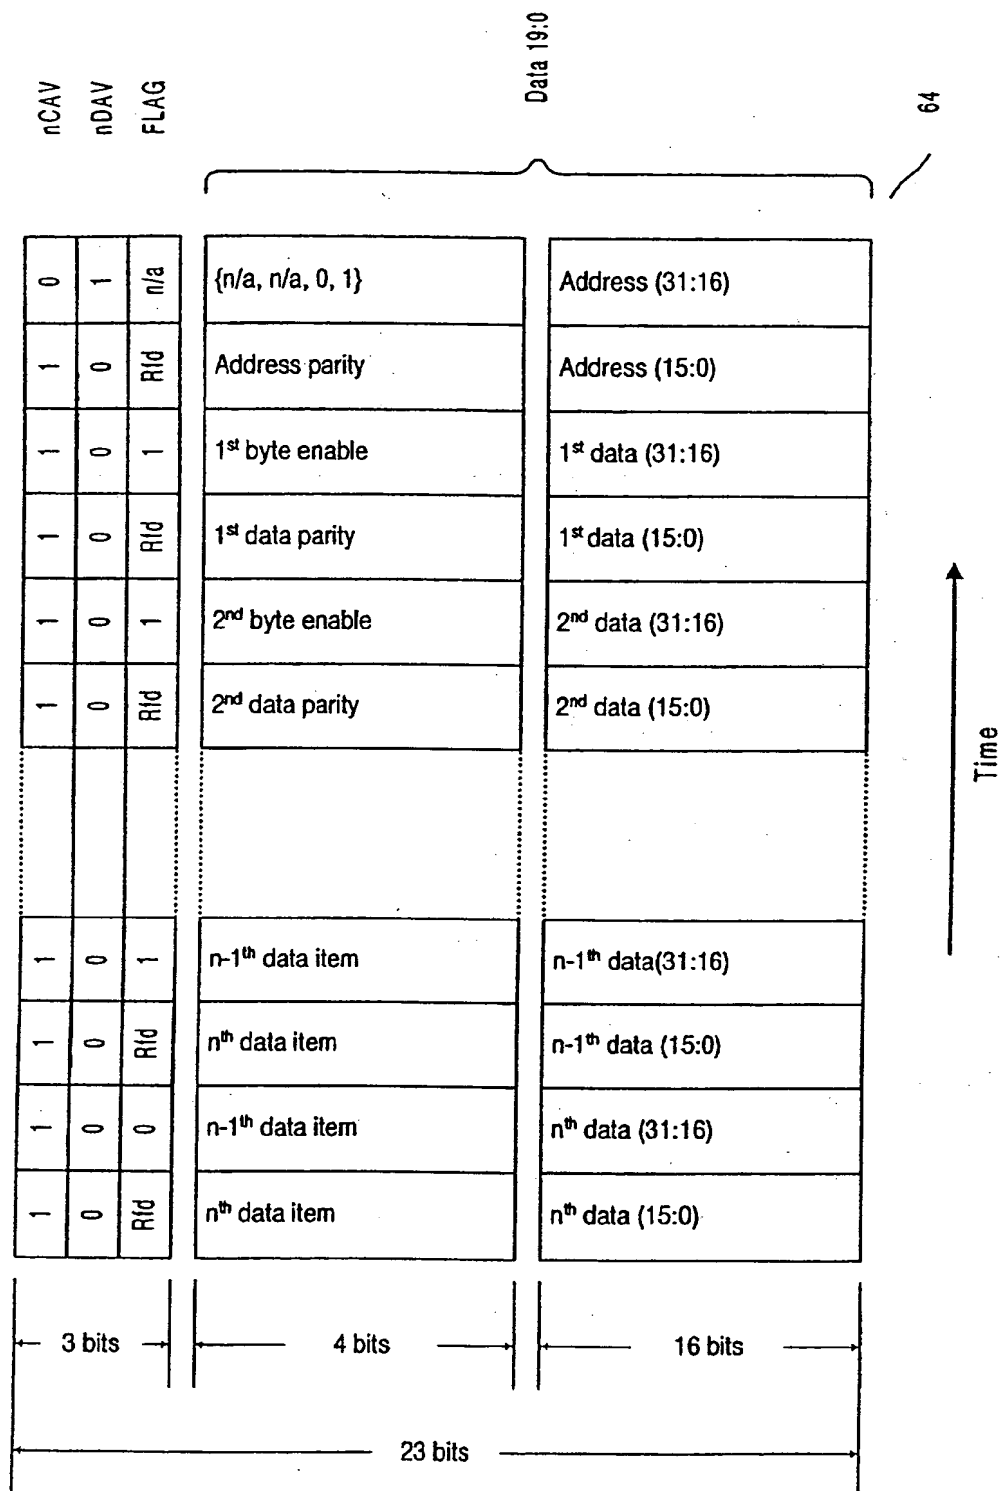 nCAV
nDAV
FLAG
Data 19:0
64
0 1 n/a {n/a, n/a, 0, 1} Address (31:16)
1 0 Rfd Address parity Address (15:0)
1 0 1 1st byte enable 1st data (31:16)
1 0 Rfd 1st data parity 1st data (15:0)
1 0 1 2nd byte enable 2nd data (31:16)
1 0 Rfd 2nd data parity 2nd data (15:0)
Time
1 0 1 n-1th data item n-1th data(31:16)
1 0 Rfd nth data item n-1th data (15:0)
1 0 0 n-1th data item nth data (31:16)
1 0 Rfd nth data item nth data (15:0)
3 bits 4 bits 16 bits
23 bits